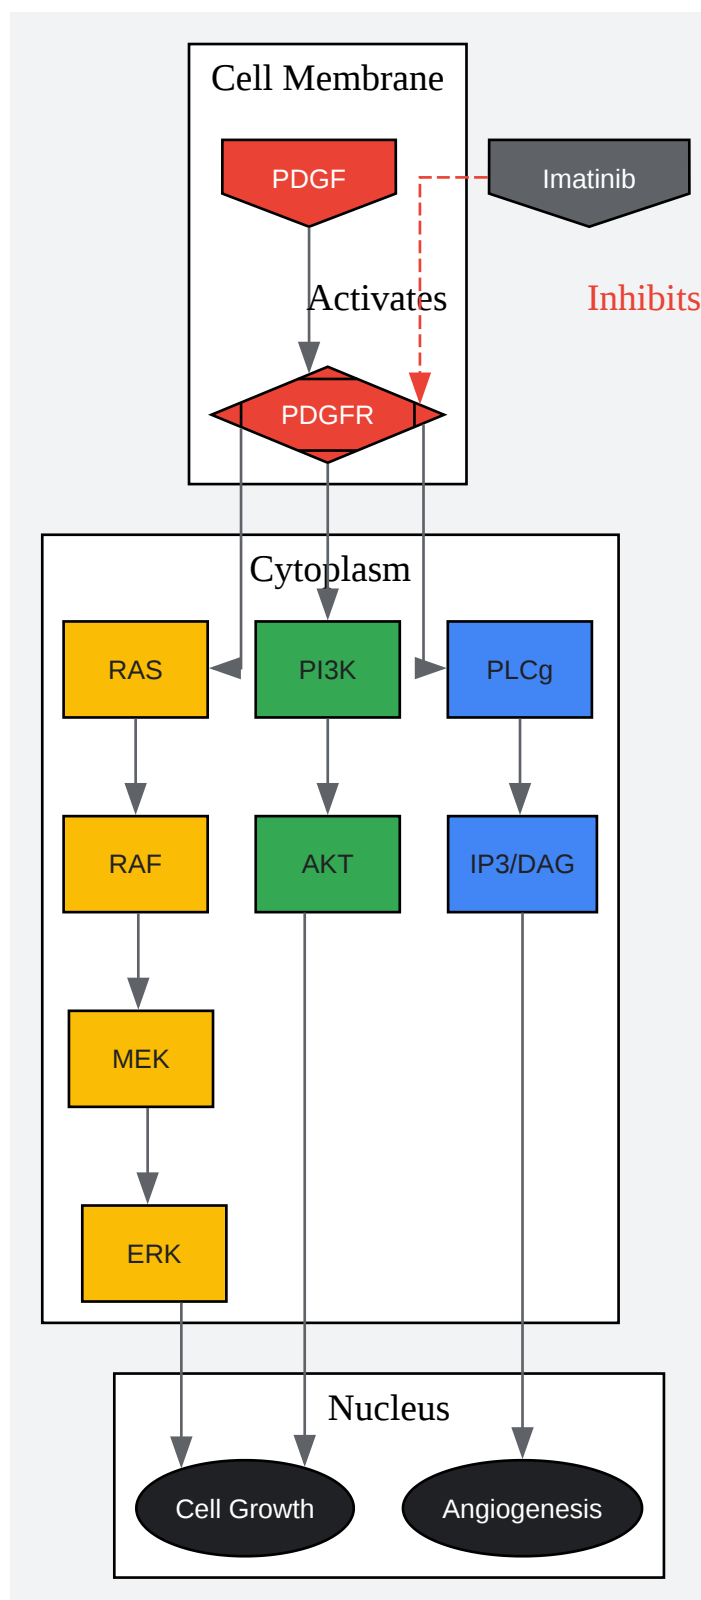 Cell Membrane
PDGF
Imatinib
Activates
Inhibits
PDGFR
Cytoplasm
RAS
PI3K
PLCg
RAF
AKT
IP3/DAG
MEK
ERK
Nucleus
Cell Growth
Angiogenesis